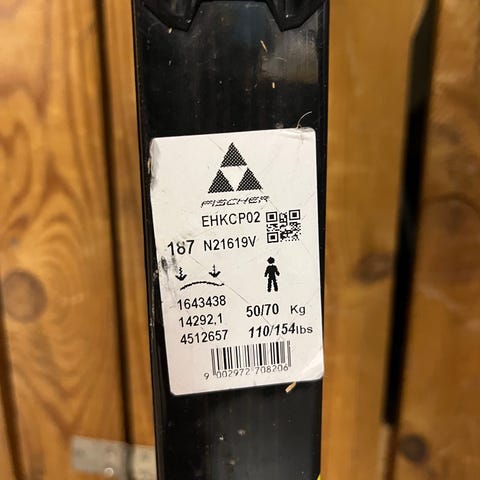 FISCHER
EHKCP02
187 N21619V
1643438
14292,1
4512657
50/70 Kg
110/154lbs
9 002972 708206